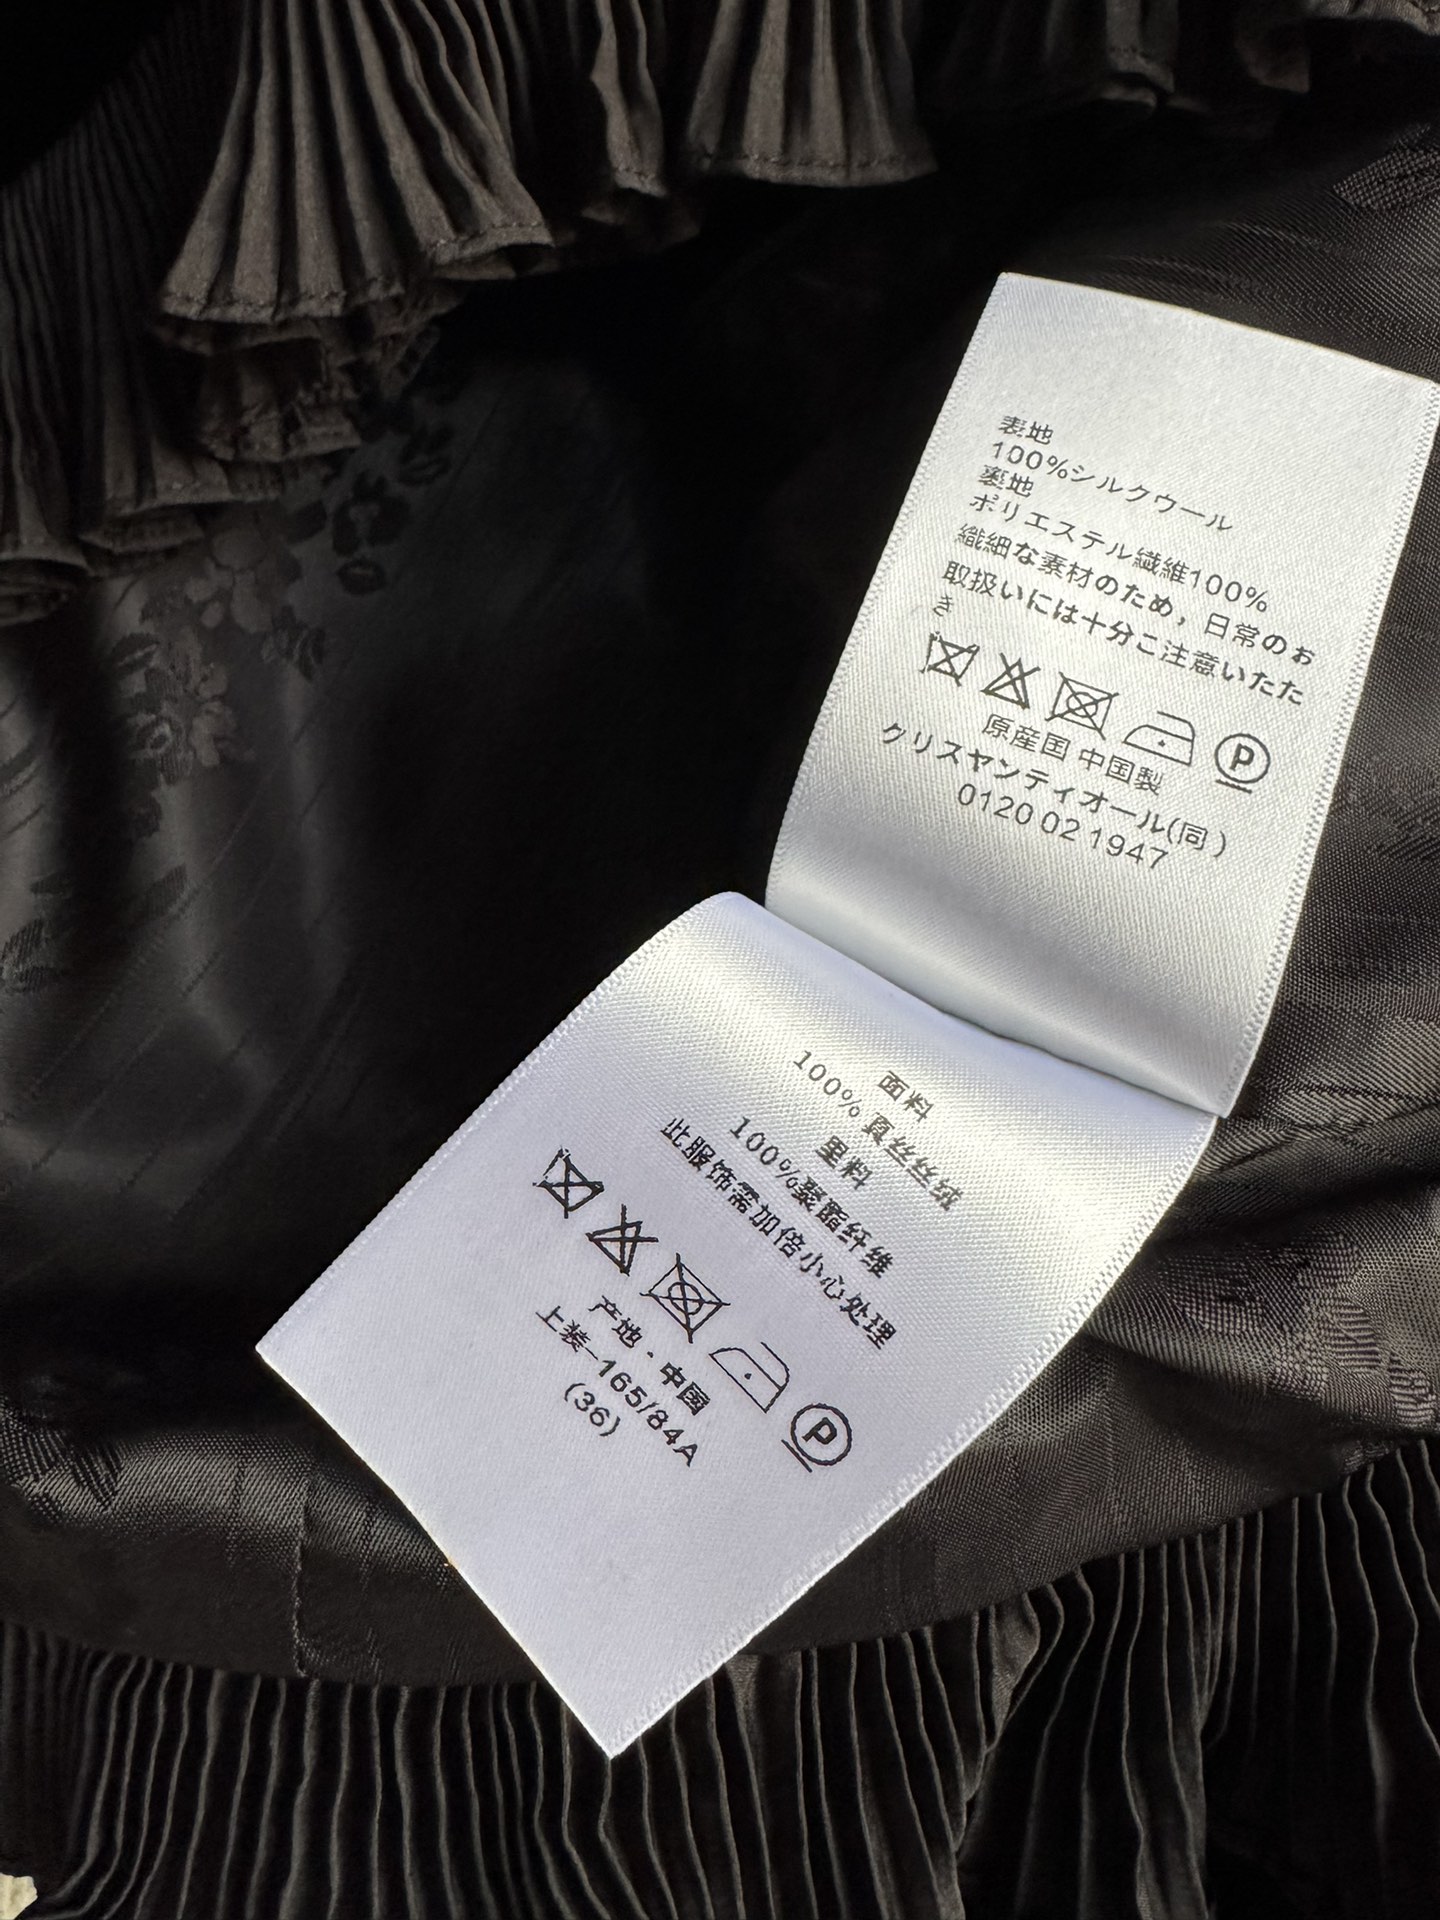 表地
100%シルクウール
裏地
ポリエステル繊維100%
織細な素材のため，日常のお
取扱いには十分こ注意いたた
き
P
原産国 中国製
クリスヤンティオール(同)
0120 02 1947
面料
100% 真丝丝绒
里料
100%聚酯纤维
此服饰需加倍小心处理
P
产地·中国
上装-165/84A
(36)